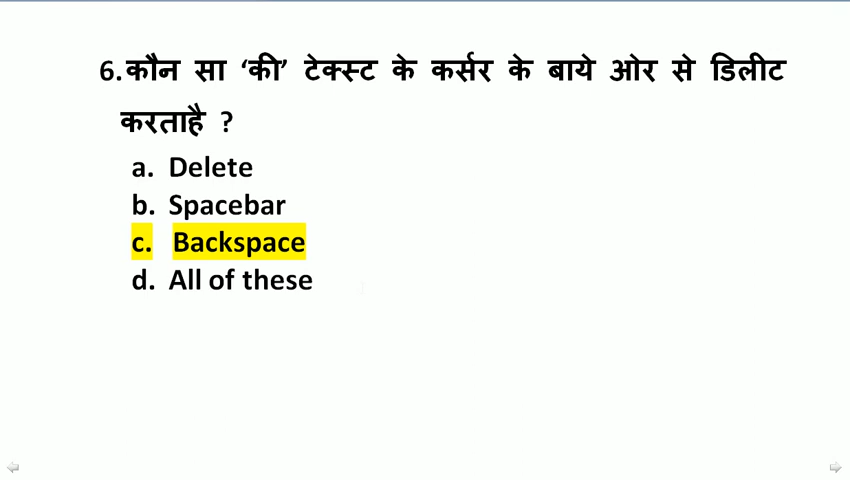 6.कौन सा ‘की’ टेक्स्ट के कर्सर के बाये ओर से डिलीट
करताहै ?
a. Delete
b. Spacebar
c. Backspace
d. All of these